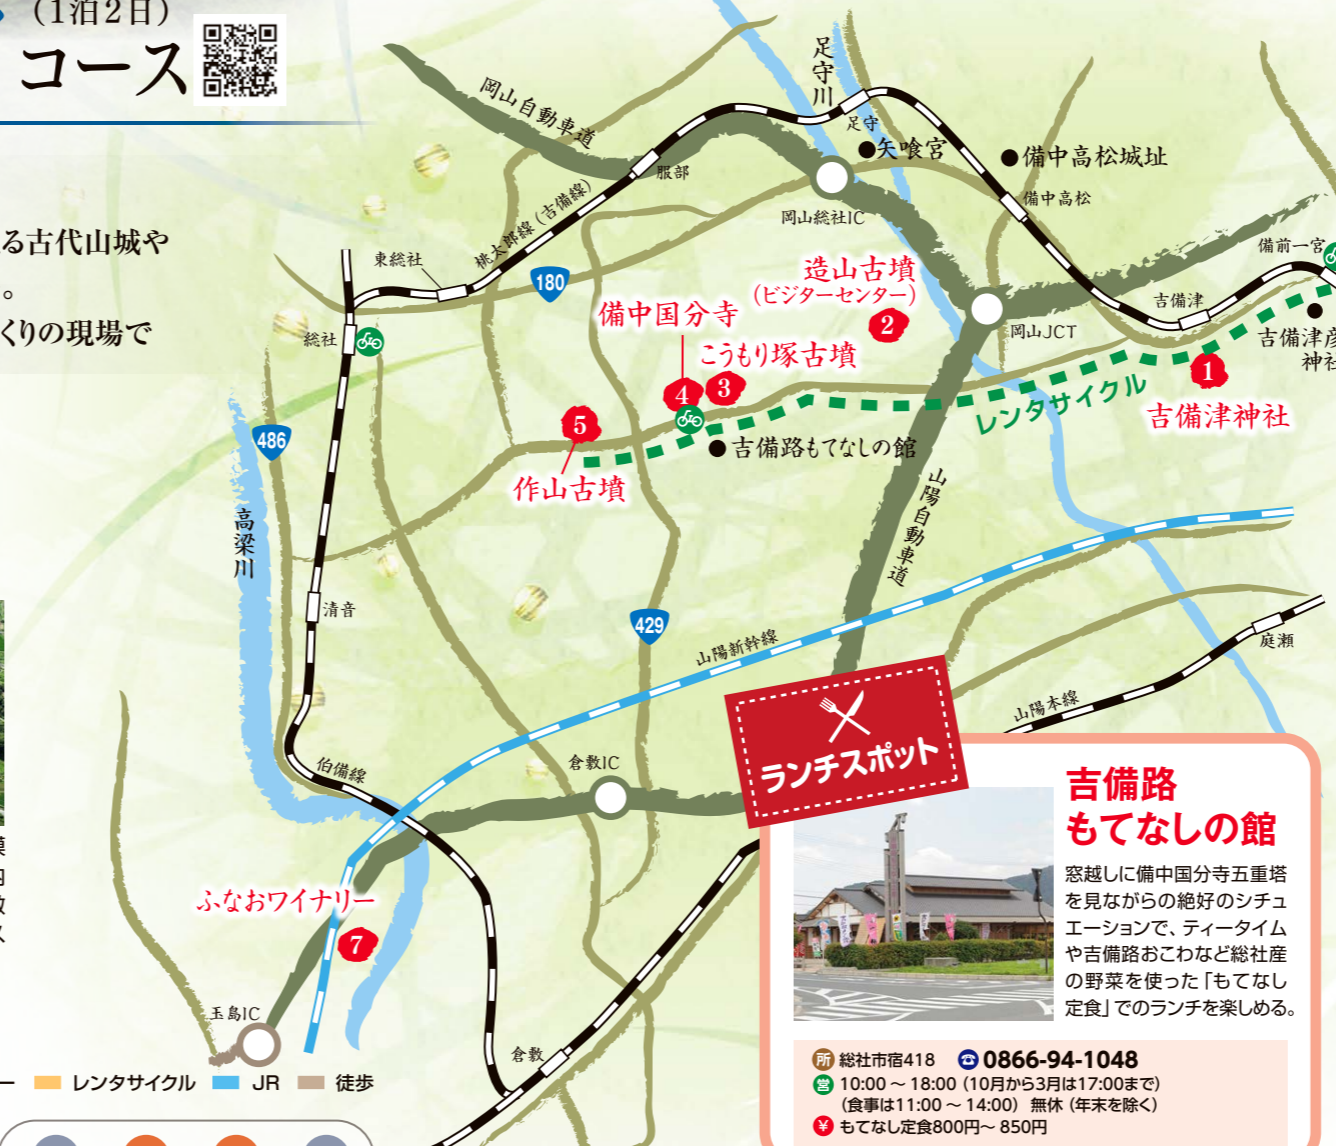 （1泊2日）
コース
る古代山城や
。
くりの現場で
足守川
岡山自動車道
足守
矢喰宮
備中高松城址
服部
備中高松
岡山総社IC
桃太郎線（吉備線）
東総社
180
備前一宮
造山古墳
（ビジターセンター）
2
備中国分寺
吉備津
総社
こうもり塚古墳
岡山JCT
吉備津彦
神社
4
3
1
レンタサイクル
吉備津神社
5
486
吉備路もてなしの館
作山古墳
山陽自動車道
高梁川
清音
429
山陽新幹線
庭瀬
山陽本線
伯備線
倉敷IC
ランチスポット
吉備路
もてなしの館
窓越しに備中国分寺五重塔
を見ながらの絶好のシチュ
エーションで、ティータイム
や吉備路おこわなど総社産
の野菜を使った「もてなし
定食」でのランチを楽しめる。
ふなおワイナリー
7
玉島IC
倉敷
所 総社市宿418 ☎ 0866-94-1048
営 10:00 ～ 18:00（10月から3月は17:00まで）
（食事は11:00 ～ 14:00） 無休（年末を除く）
¥ もてなし定食800円～ 850円
ー レンタサイクル JR 徒歩